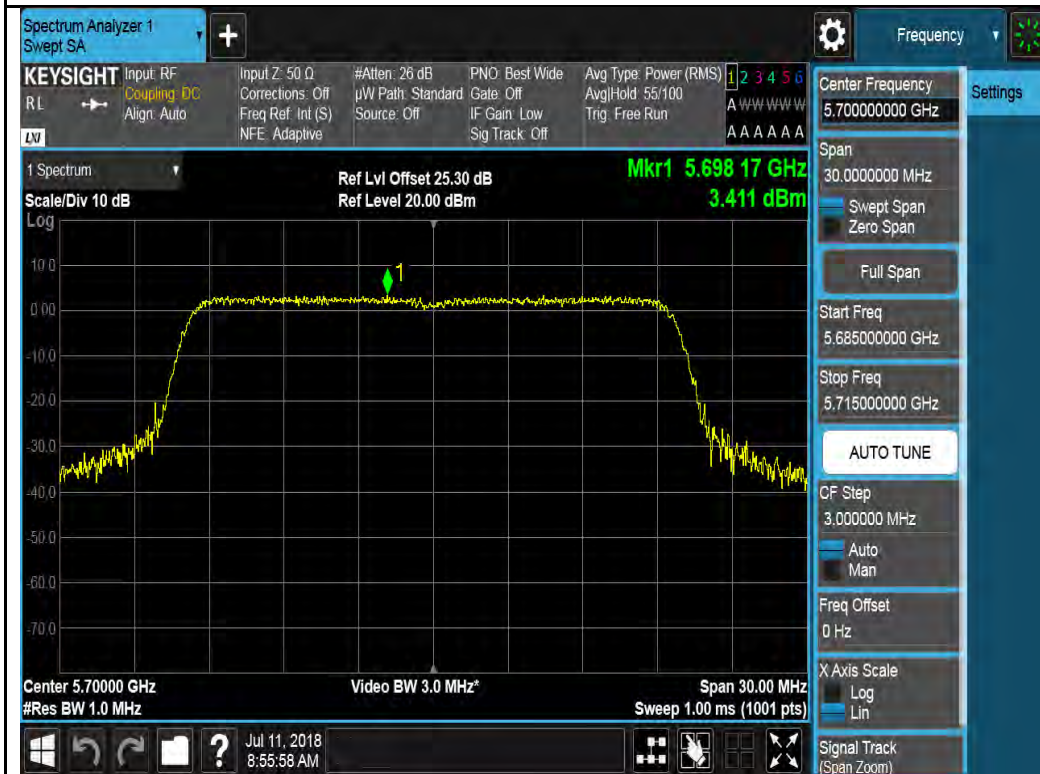 Spectrum Analyzer 1
Swept SA
+
Frequency
KEYSIGHT
RL
LXI
Input: RF
Coupling: DC
Align: Auto
Input Z: 50 Ω
Corrections: Off
Freq Ref: Int (S)
NFE: Adaptive
#Atten: 26 dB
µW Path: Standard
Source: Off
PNO: Best Wide
Gate: Off
IF Gain: Low
Sig Track: Off
Avg Type: Power (RMS)
Avg|Hold: 55/100
Trig: Free Run
1 2 3 4 5 6
A W W W W W
A A A A A A
Center Frequency
5.700000000 GHz
Settings
1 Spectrum
Scale/Div 10 dB
Log
Ref Lvl Offset 25.30 dB
Ref Level 20.00 dBm
Mkr1 5.698 17 GHz
3.411 dBm
Span
30.0000000 MHz
Swept Span
Zero Span
Full Span
Start Freq
5.685000000 GHz
Stop Freq
5.715000000 GHz
AUTO TUNE
CF Step
3.000000 MHz
Auto
Man
Freq Offset
0 Hz
X Axis Scale
Log
Lin
Signal Track
(Span Zoom)
1
10.0
0.00
-10.0
-20.0
-30.0
-40.0
-50.0
-60.0
-70.0
Center 5.70000 GHz
#Res BW 1.0 MHz
Video BW 3.0 MHz*
Span 30.00 MHz
Sweep 1.00 ms (1001 pts)
?
Jul 11, 2018
8:55:58 AM